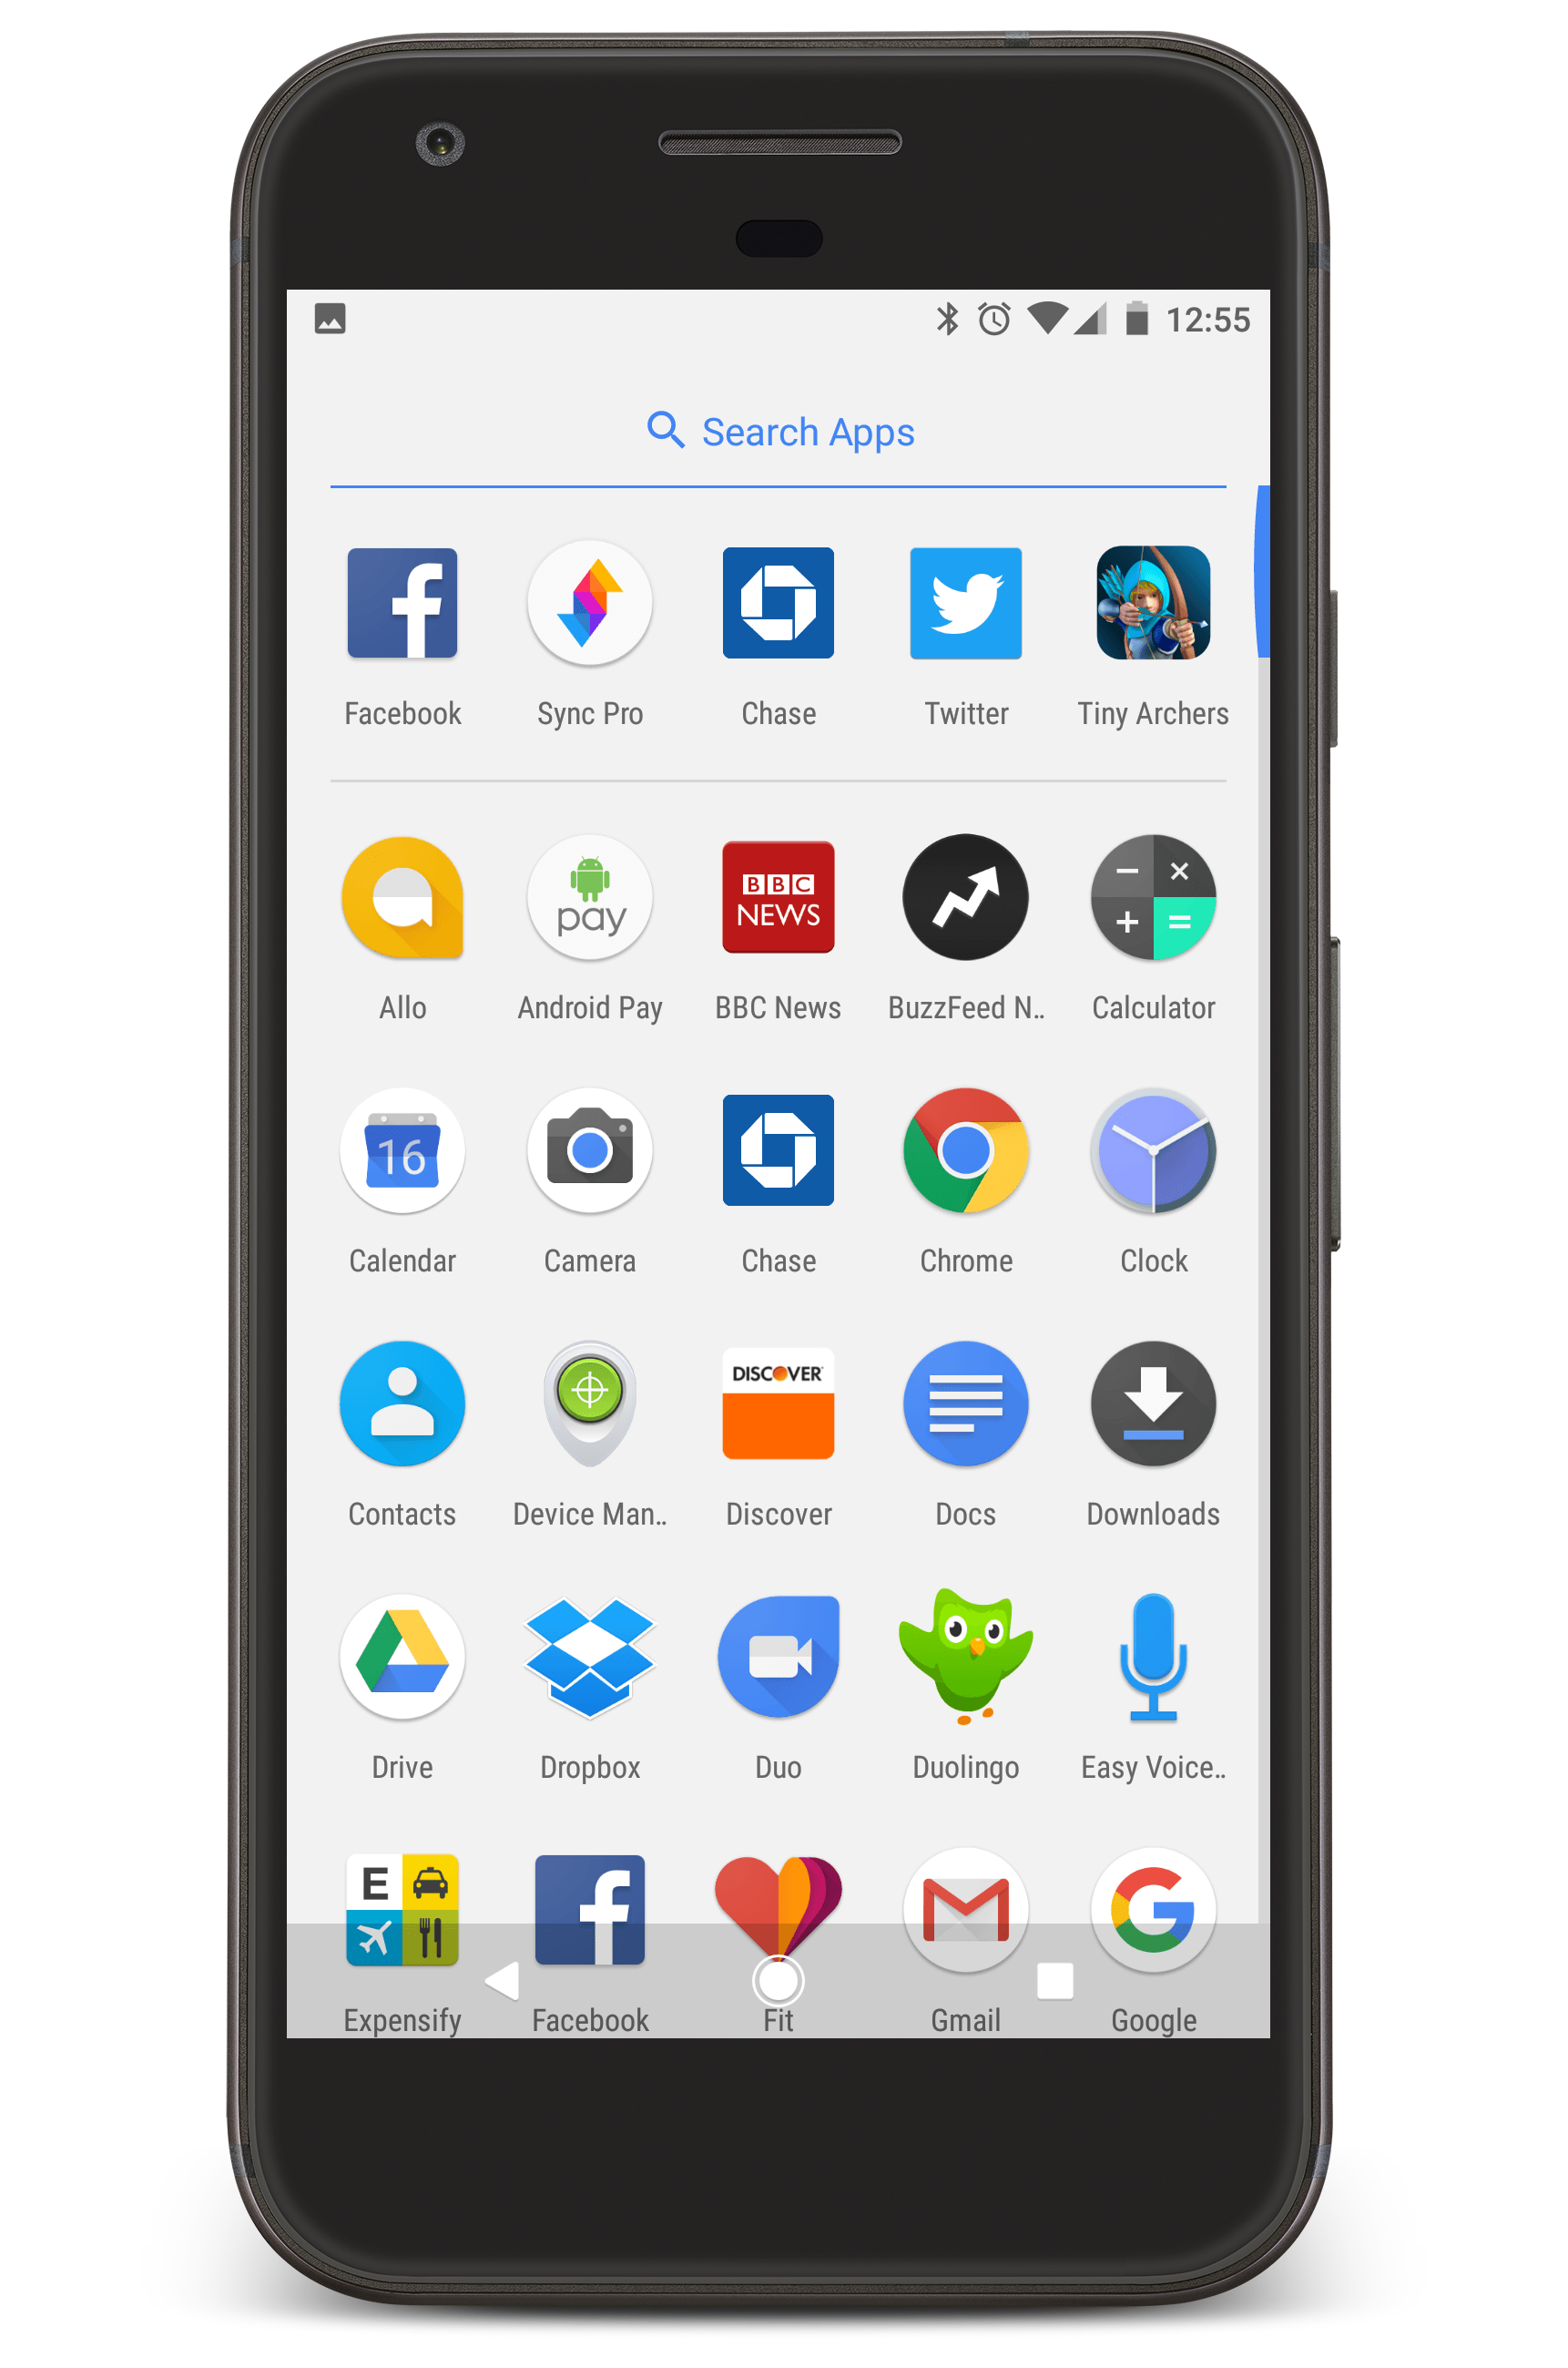 12:55
Search Apps
Facebook Sync Pro Chase Twitter Tiny Archers
pay
BBC
NEWS
Allo Android Pay BBC News BuzzFeed N.. Calculator
16
Calendar Camera Chase Chrome Clock
DISCOVER
Contacts Device Man.. Discover Docs Downloads
Drive Dropbox Duo Duolingo Easy Voice..
E
Expensify Facebook Fit Gmail Google